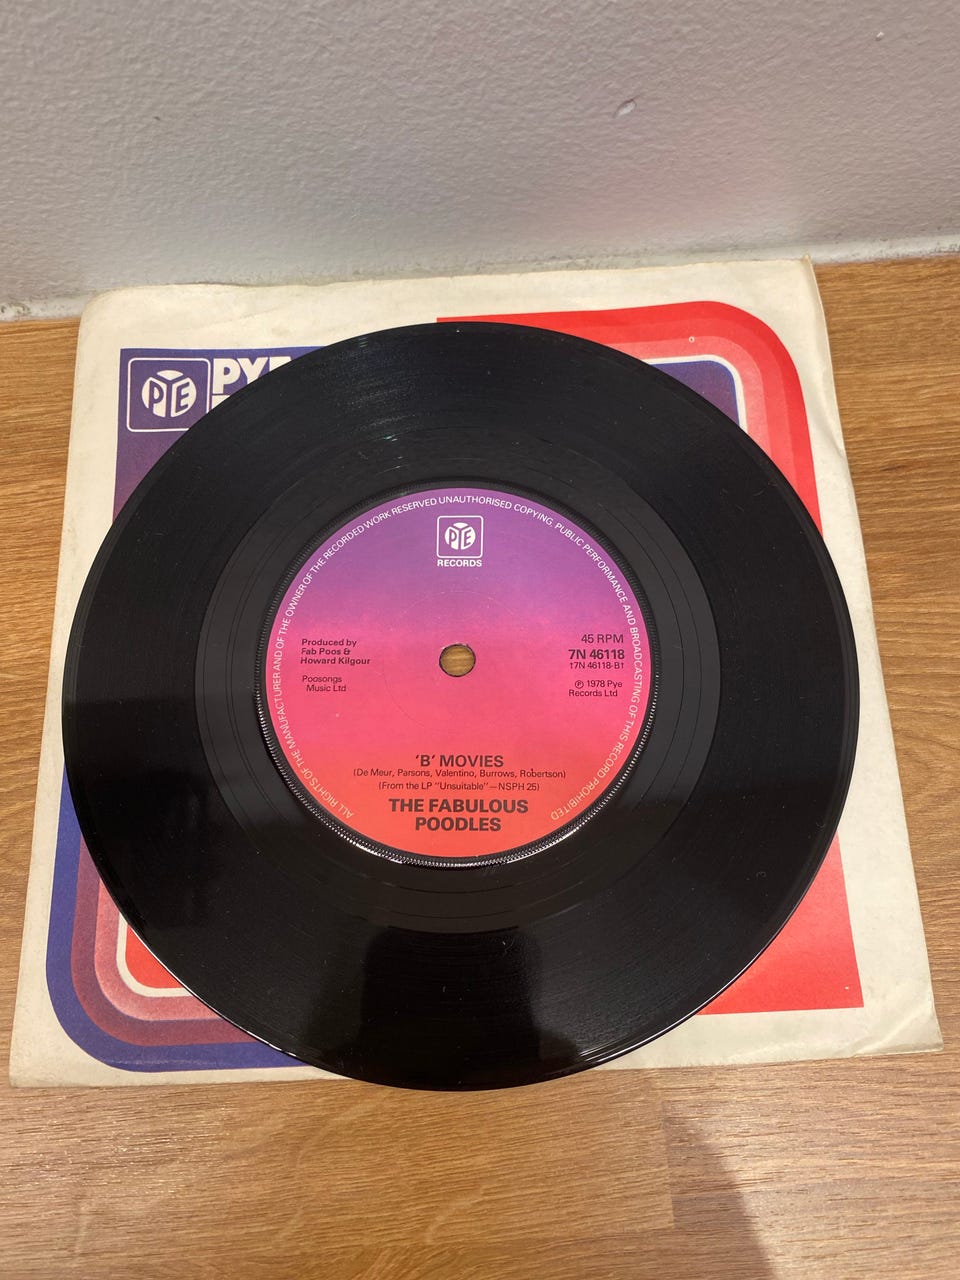 PYE
PYE
ALL RIGHTS OF THE MANUFACTURER AND OF THE OWNER OF THE RECORDED WORK RESERVED UNAUTHORISED COPYING, PUBLIC PERFORMANCE AND BROADCASTING OF THIS RECORD PROHIBITED
PYE
RECORDS
Produced by
Fab Poos &
Howard Kilgour
Poosongs
Music Ltd
45 RPM
7N 46118
†7N 46118-B†
℗ 1978 Pye
Records Ltd
'B' MOVIES
(De Meur, Parsons, Valentino, Burrows, Robertson)
(From the LP "Unsuitable"—NSPH 25)
THE FABULOUS
POODLES